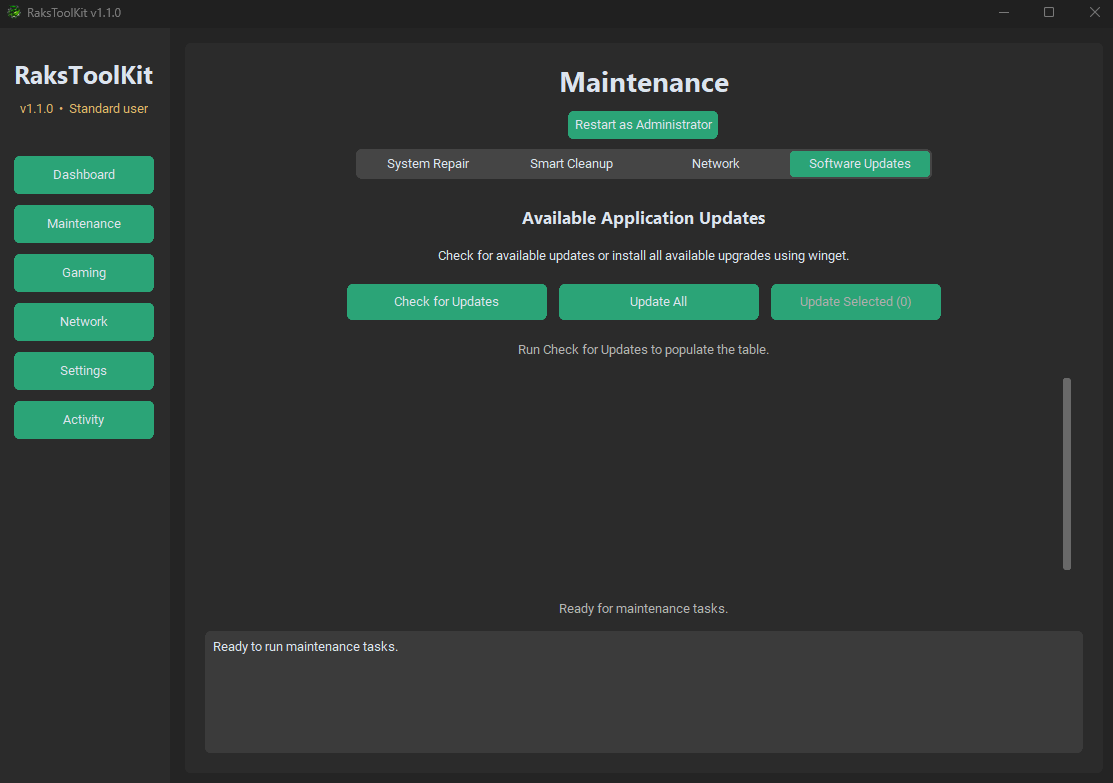 RaksToolKit v1.1.0
RaksToolKit
v1.1.0 • Standard user
Dashboard
Maintenance
Gaming
Network
Settings
Activity
Maintenance
Restart as Administrator
System Repair Smart Cleanup Network Software Updates
Available Application Updates
Check for available updates or install all available upgrades using winget.
Check for Updates Update All Update Selected (0)
Run Check for Updates to populate the table.
Ready for maintenance tasks.
Ready to run maintenance tasks.